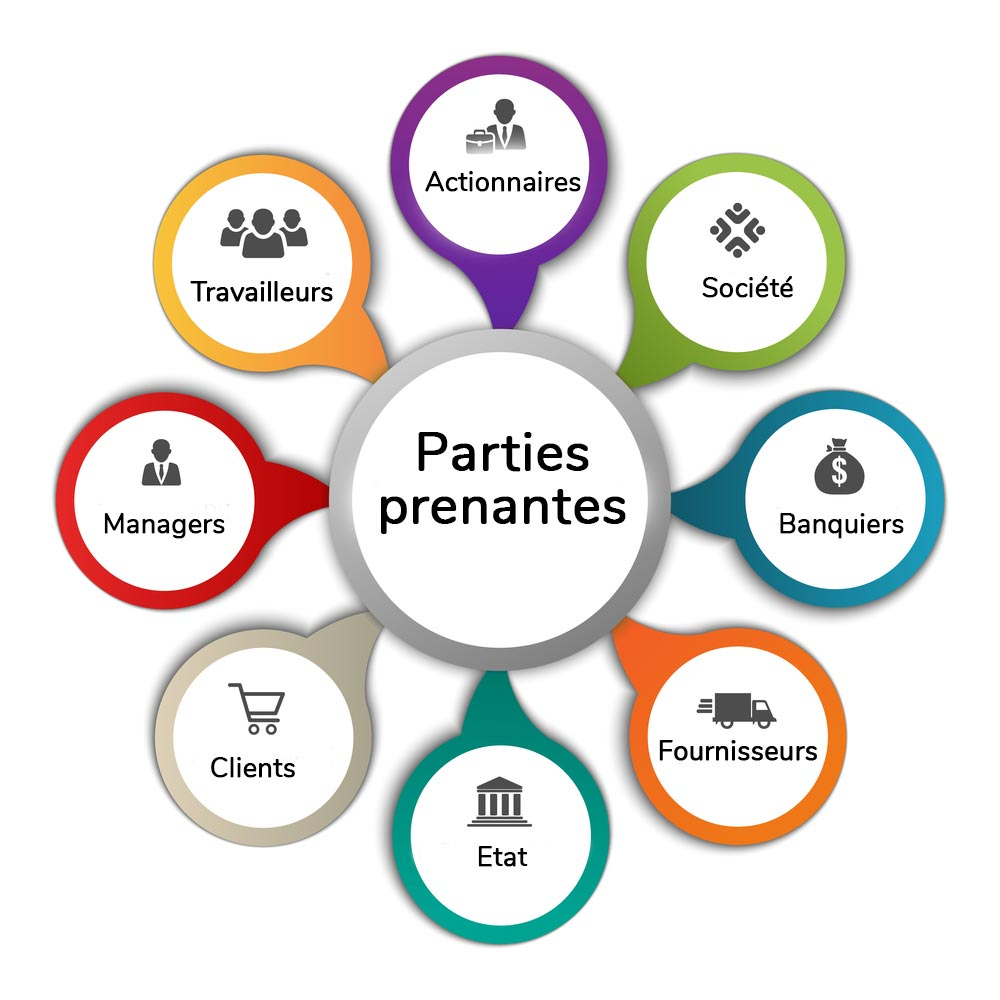 Actionnaires
Travailleurs
Société
Parties
prenantes
Managers
Banquiers
Clients
Fournisseurs
Etat
$